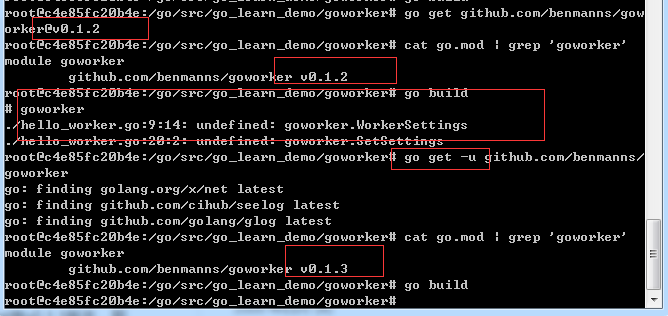 root@c4e85fc20b4e:/go/src/go_learn_demo/goworker# go build
root@c4e85fc20b4e:/go/src/go_learn_demo/goworker# go get github.com/benmanns/gow
orker@v0.1.2
root@c4e85fc20b4e:/go/src/go_learn_demo/goworker# cat go.mod | grep 'goworker'
module goworker
        github.com/benmanns/goworker v0.1.2
root@c4e85fc20b4e:/go/src/go_learn_demo/goworker# go build
# goworker
./hello_worker.go:9:14: undefined: goworker.WorkerSettings
./hello_worker.go:20:2: undefined: goworker.SetSettings
root@c4e85fc20b4e:/go/src/go_learn_demo/goworker# go get -u github.com/benmanns/
goworker
go: finding golang.org/x/net latest
go: finding github.com/cihub/seelog latest
go: finding github.com/golang/glog latest
root@c4e85fc20b4e:/go/src/go_learn_demo/goworker# cat go.mod | grep 'goworker'
module goworker
        github.com/benmanns/goworker v0.1.3
root@c4e85fc20b4e:/go/src/go_learn_demo/goworker# go build
root@c4e85fc20b4e:/go/src/go_learn_demo/goworker#